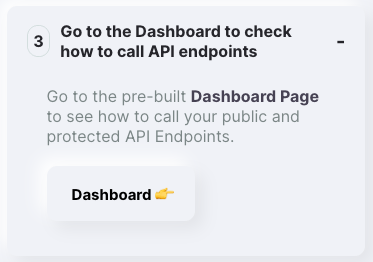 3 Go to the Dashboard to check
how to call API endpoints -
Go to the pre-built Dashboard Page
to see how to call your public and
protected API Endpoints.
Dashboard 👉